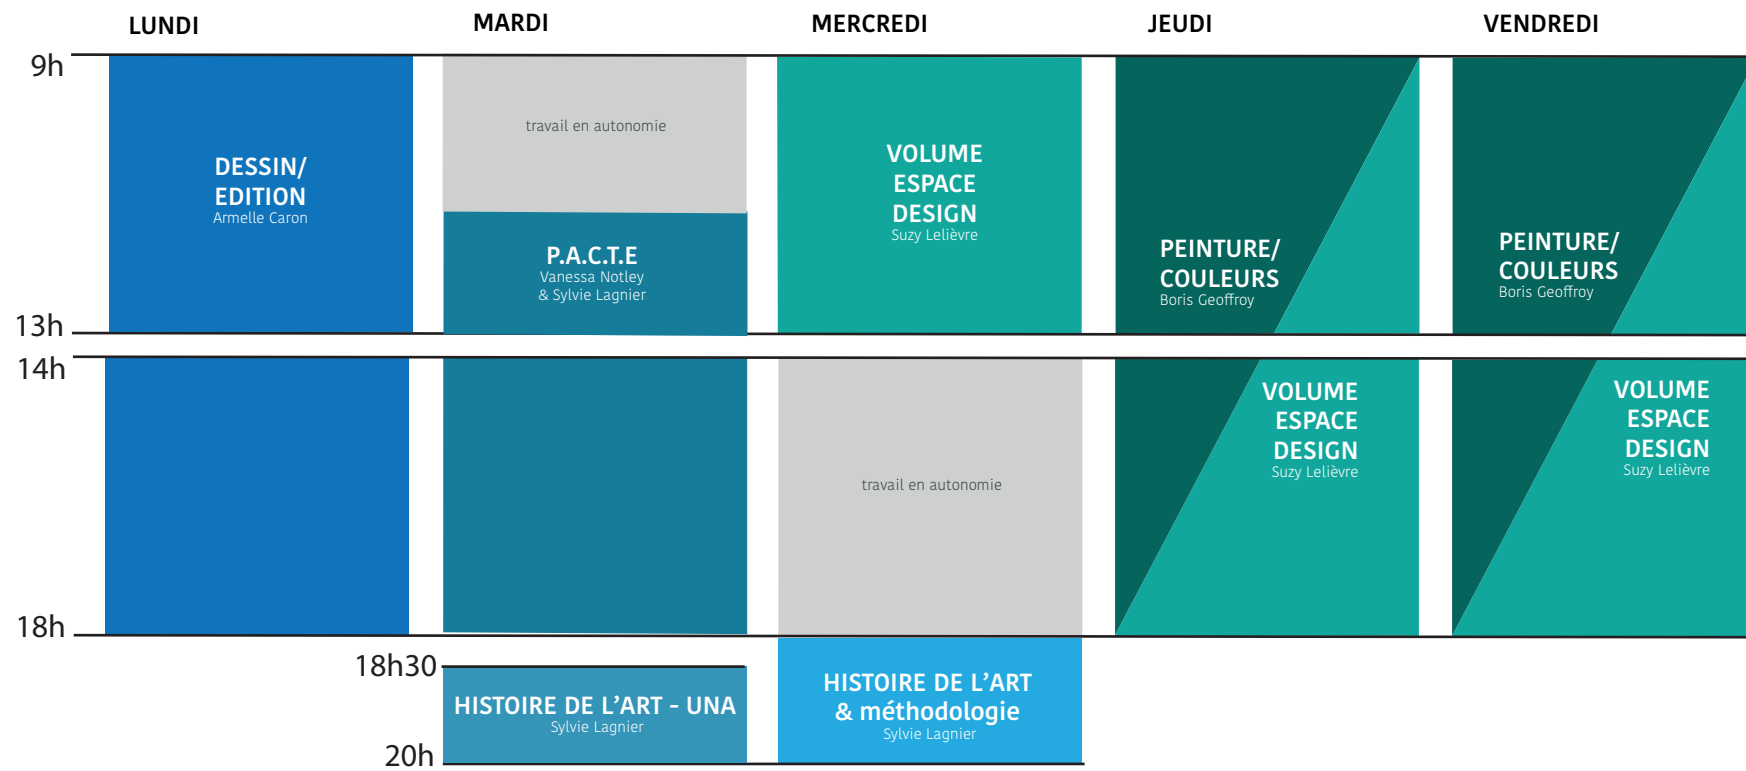 LUNDI
MARDI
MERCREDI
JEUDI
VENDREDI
9h
DESSIN/
EDITION
Armelle Caron
travail en autonomie
P.A.C.T.E
Vanessa Notley
& Sylvie Lagnier
VOLUME
ESPACE
DESIGN
Suzy Lelièvre
PEINTURE/
COULEURS
Boris Geoffroy
PEINTURE/
COULEURS
Boris Geoffroy
13h
14h
travail en autonomie
VOLUME
ESPACE
DESIGN
Suzy Lelièvre
VOLUME
ESPACE
DESIGN
Suzy Lelièvre
18h
18h30
HISTOIRE DE L’ART - UNA
Sylvie Lagnier
HISTOIRE DE L’ART
& méthodologie
Sylvie Lagnier
20h